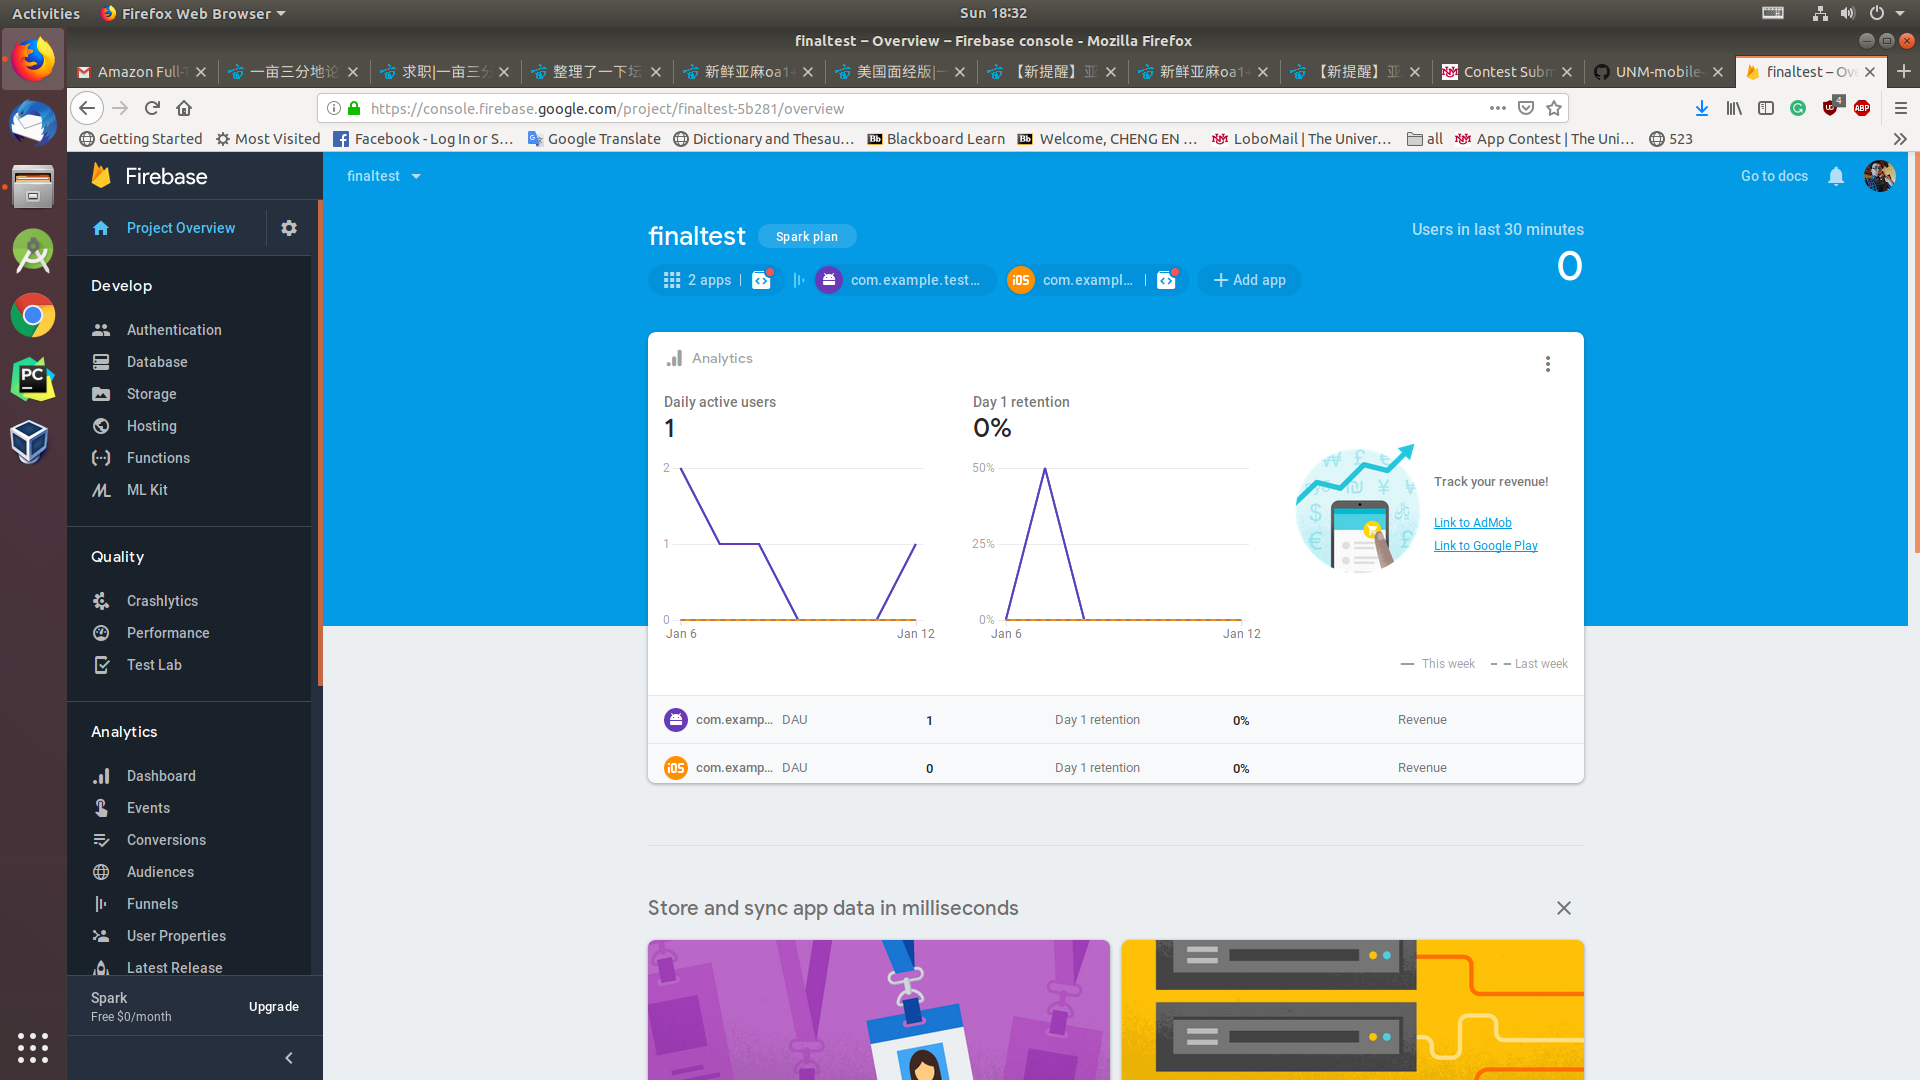 Activities
Firefox Web Browser
Sun 18:32
finaltest – Overview – Firebase console - Mozilla Firefox
Amazon Full-
一亩三分地论
求职|一亩三分
整理了一下坛
新鲜亚麻oa1
美国面经版|一
【新提醒】亚
新鲜亚麻oa1
【新提醒】亚
Contest Subm
UNM-mobile-
finaltest – Ove
https://console.firebase.google.com/project/finaltest-5b281/overview
4
ABP
Getting Started
Most Visited
Facebook - Log In or S…
Google Translate
Dictionary and Thesau…
Blackboard Learn
Welcome, CHENG EN …
LoboMail | The Univer…
all
App Contest | The Uni…
523
Firebase
finaltest
Go to docs
Project Overview
Develop
Authentication
Database
Storage
Hosting
Functions
ML Kit
Quality
Crashlytics
Performance
Test Lab
Analytics
Dashboard
Events
Conversions
Audiences
Funnels
User Properties
Latest Release
Spark
Free $0/month
Upgrade
finaltest
Spark plan
Users in last 30 minutes
0
2 apps
com.example.test…
iOS
com.exampl…
Add app
Analytics
Daily active users
1
2
1
0
Jan 6
Jan 12
Day 1 retention
0%
50%
25%
0%
Jan 6
Jan 12
Track your revenue!
Link to AdMob
Link to Google Play
This week
Last week
com.examp…
DAU
1
Day 1 retention
0%
Revenue
iOS
com.examp…
DAU
0
Day 1 retention
0%
Revenue
Store and sync app data in milliseconds
PC